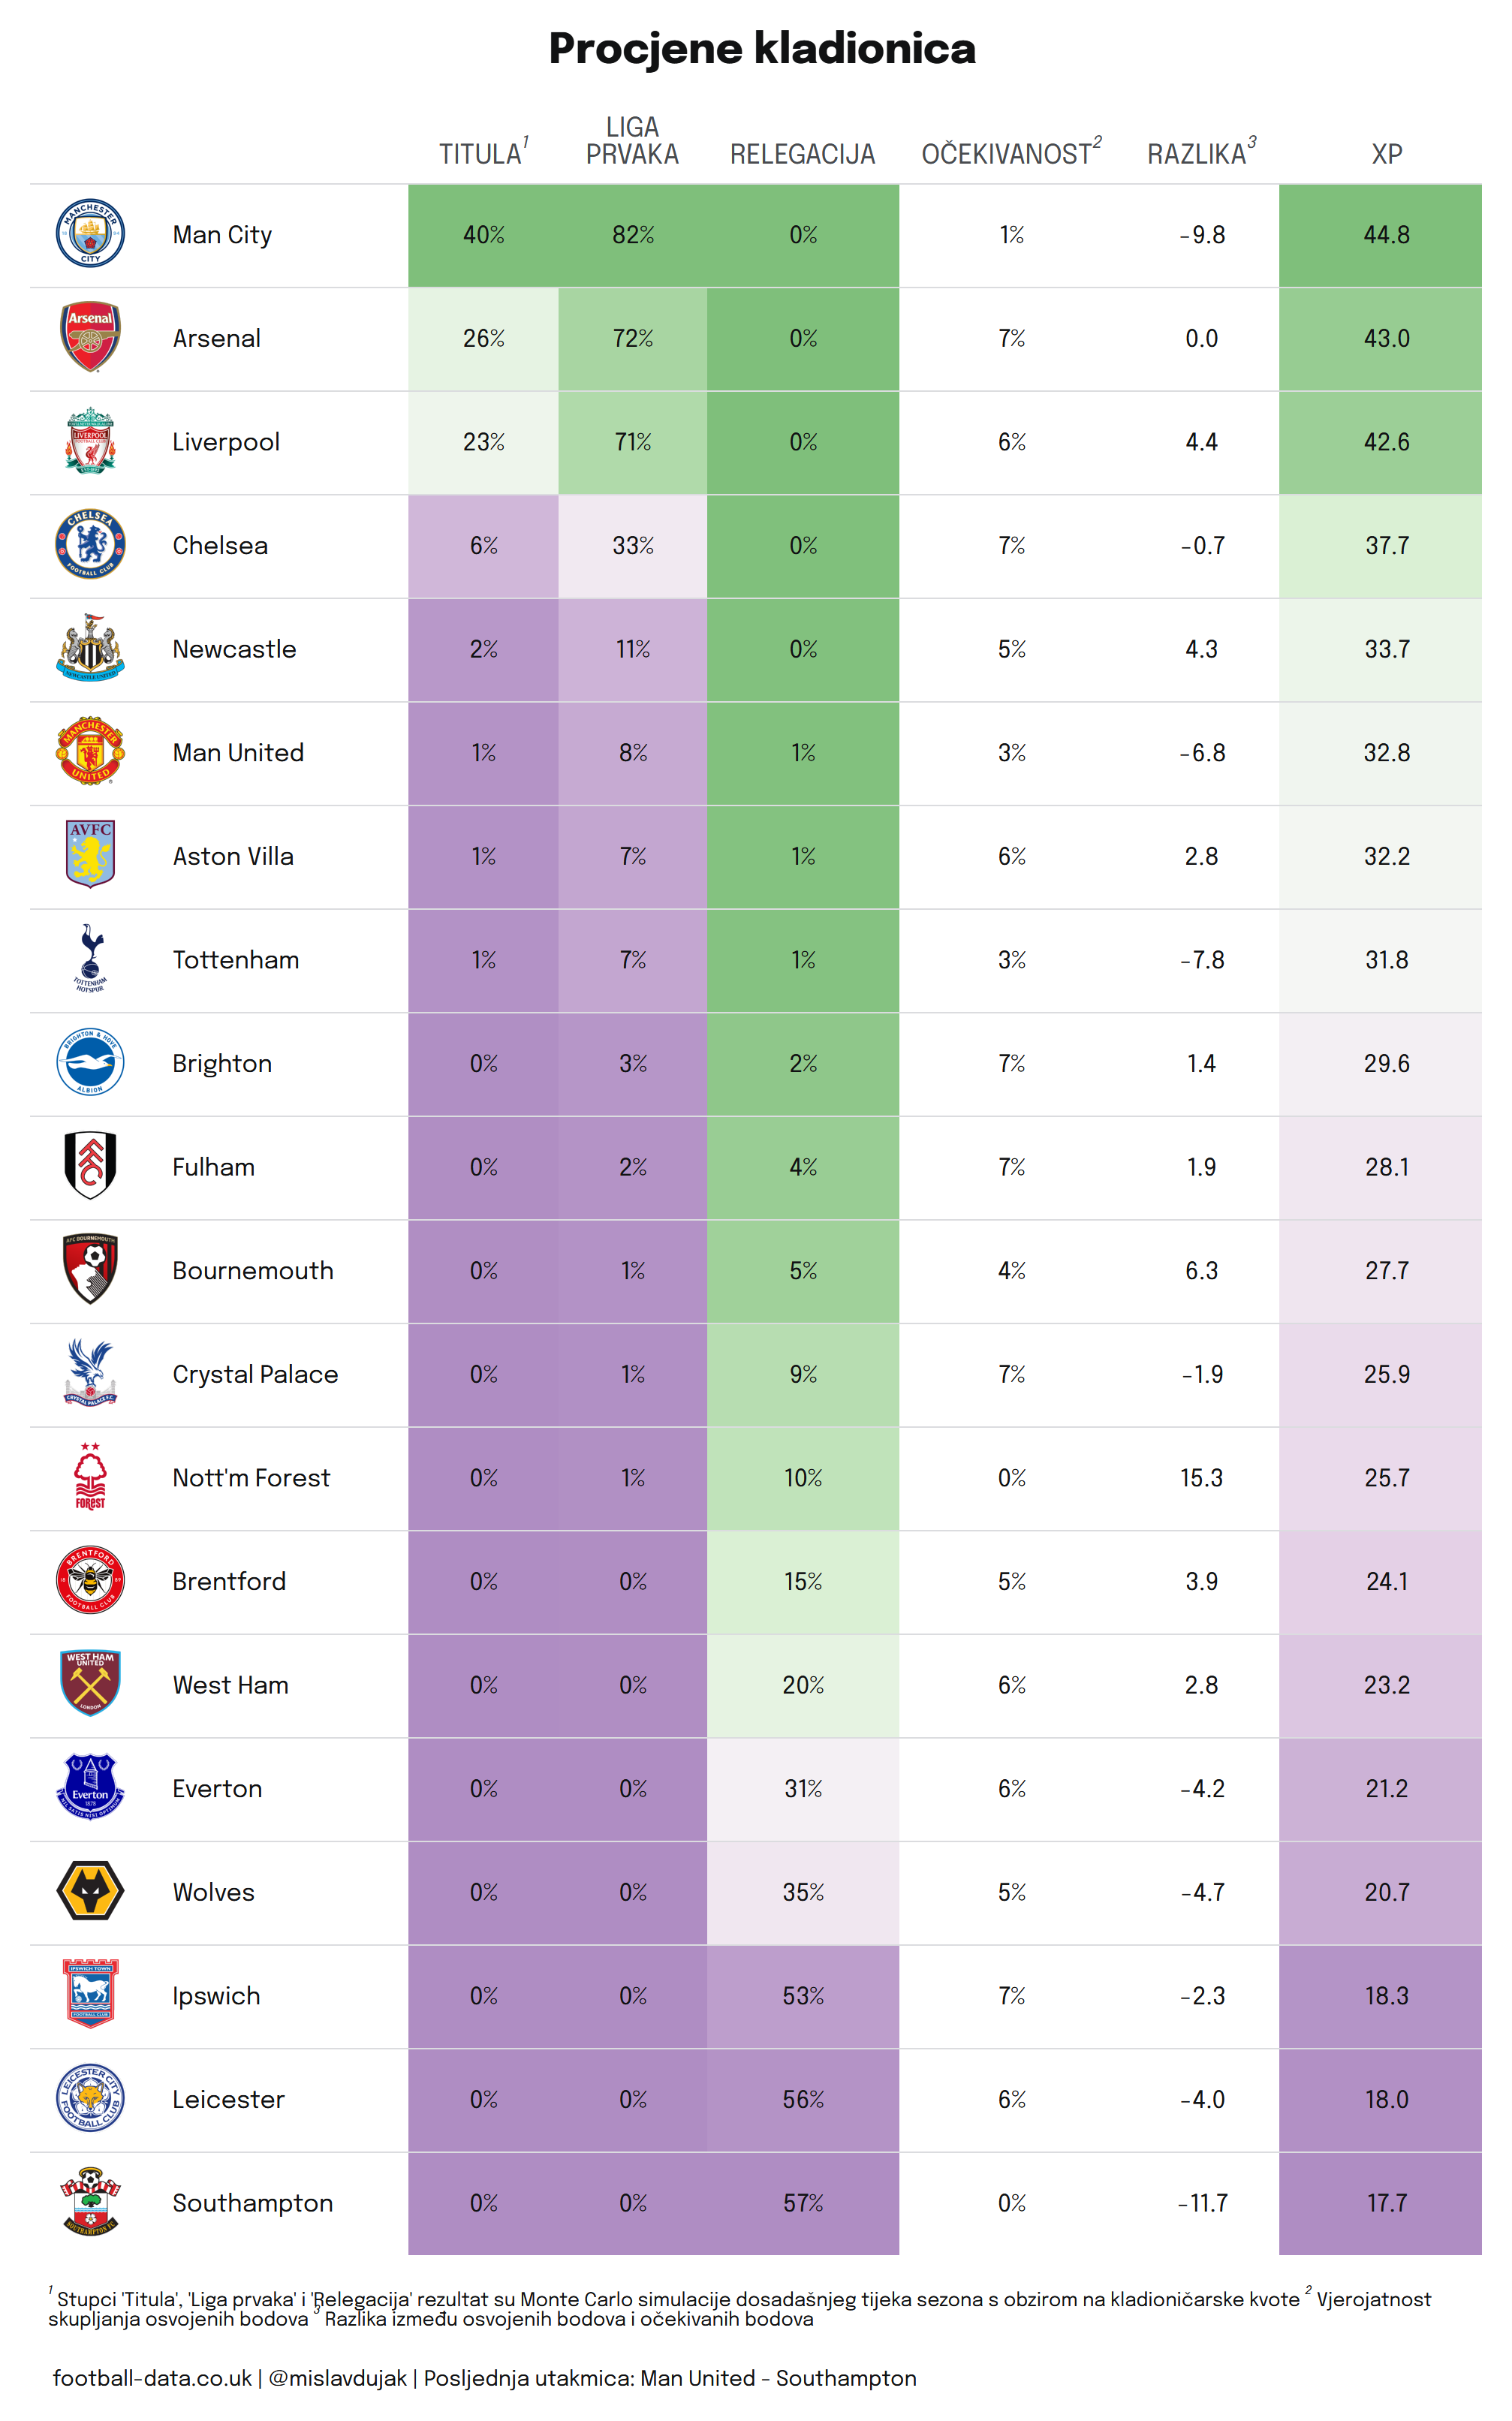 Procjene kladionica
TITULA1 LIGA PRVAKA RELEGACIJA OČEKIVANOST2 RAZLIKA3 XP
Man City 40% 82% 0% 1% -9.8 44.8
Arsenal 26% 72% 0% 7% 0.0 43.0
Liverpool 23% 71% 0% 6% 4.4 42.6
Chelsea 6% 33% 0% 7% -0.7 37.7
Newcastle 2% 11% 0% 5% 4.3 33.7
Man United 1% 8% 1% 3% -6.8 32.8
Aston Villa 1% 7% 1% 6% 2.8 32.2
Tottenham 1% 7% 1% 3% -7.8 31.8
Brighton 0% 3% 2% 7% 1.4 29.6
Fulham 0% 2% 4% 7% 1.9 28.1
Bournemouth 0% 1% 5% 4% 6.3 27.7
Crystal Palace 0% 1% 9% 7% -1.9 25.9
Nott'm Forest 0% 1% 10% 0% 15.3 25.7
Brentford 0% 0% 15% 5% 3.9 24.1
West Ham 0% 0% 20% 6% 2.8 23.2
Everton 0% 0% 31% 6% -4.2 21.2
Wolves 0% 0% 35% 5% -4.7 20.7
Ipswich 0% 0% 53% 7% -2.3 18.3
Leicester 0% 0% 56% 6% -4.0 18.0
Southampton 0% 0% 57% 0% -11.7 17.7
1 Stupci 'Titula', 'Liga prvaka' i 'Relegacija' rezultat su Monte Carlo simulacije dosadašnjeg tijeka sezona s obzirom na kladioničarske kvote 2 Vjerojatnost
skupljanja osvojenih bodova 3 Razlika između osvojenih bodova i očekivanih bodova
football-data.co.uk | @mislavdujak | Posljednja utakmica: Man United - Southampton